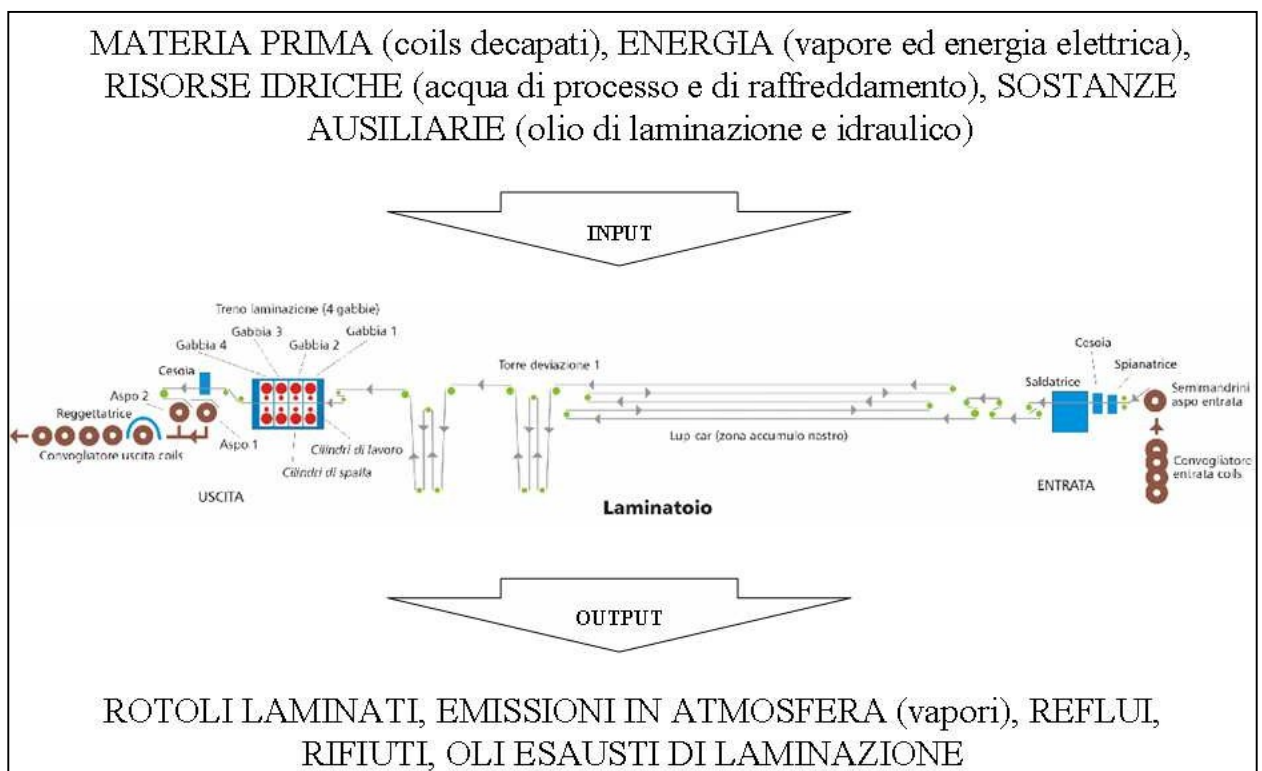 MATERIA PRIMA (coils decapati), ENERGIA (vapore ed energia elettrica),
RISORSE IDRICHE (acqua di processo e di raffreddamento), SOSTANZE
AUSILIARIE (olio di laminazione e idraulico)
INPUT
Treno laminazione (4 gabbie)
Gabbia 3
Gabbia 1
Gabbia 4
Gabbia 2
Cesoia
Torre deviazione 1
Cesoia
Spianatrice
Saldatrice
Semimandrini
aspo entrata
Aspo 2
Reggettatrice
Aspo 1
Convogliatore uscita coils
Cilindri di lavoro
Cilindri di spalla
Lup car (zona accumulo nastro)
Convogliatore
entrata coils
USCITA
ENTRATA
Laminatoio
OUTPUT
ROTOLI LAMINATI, EMISSIONI IN ATMOSFERA (vapori), REFLUI,
RIFIUTI, OLI ESAUSTI DI LAMINAZIONE